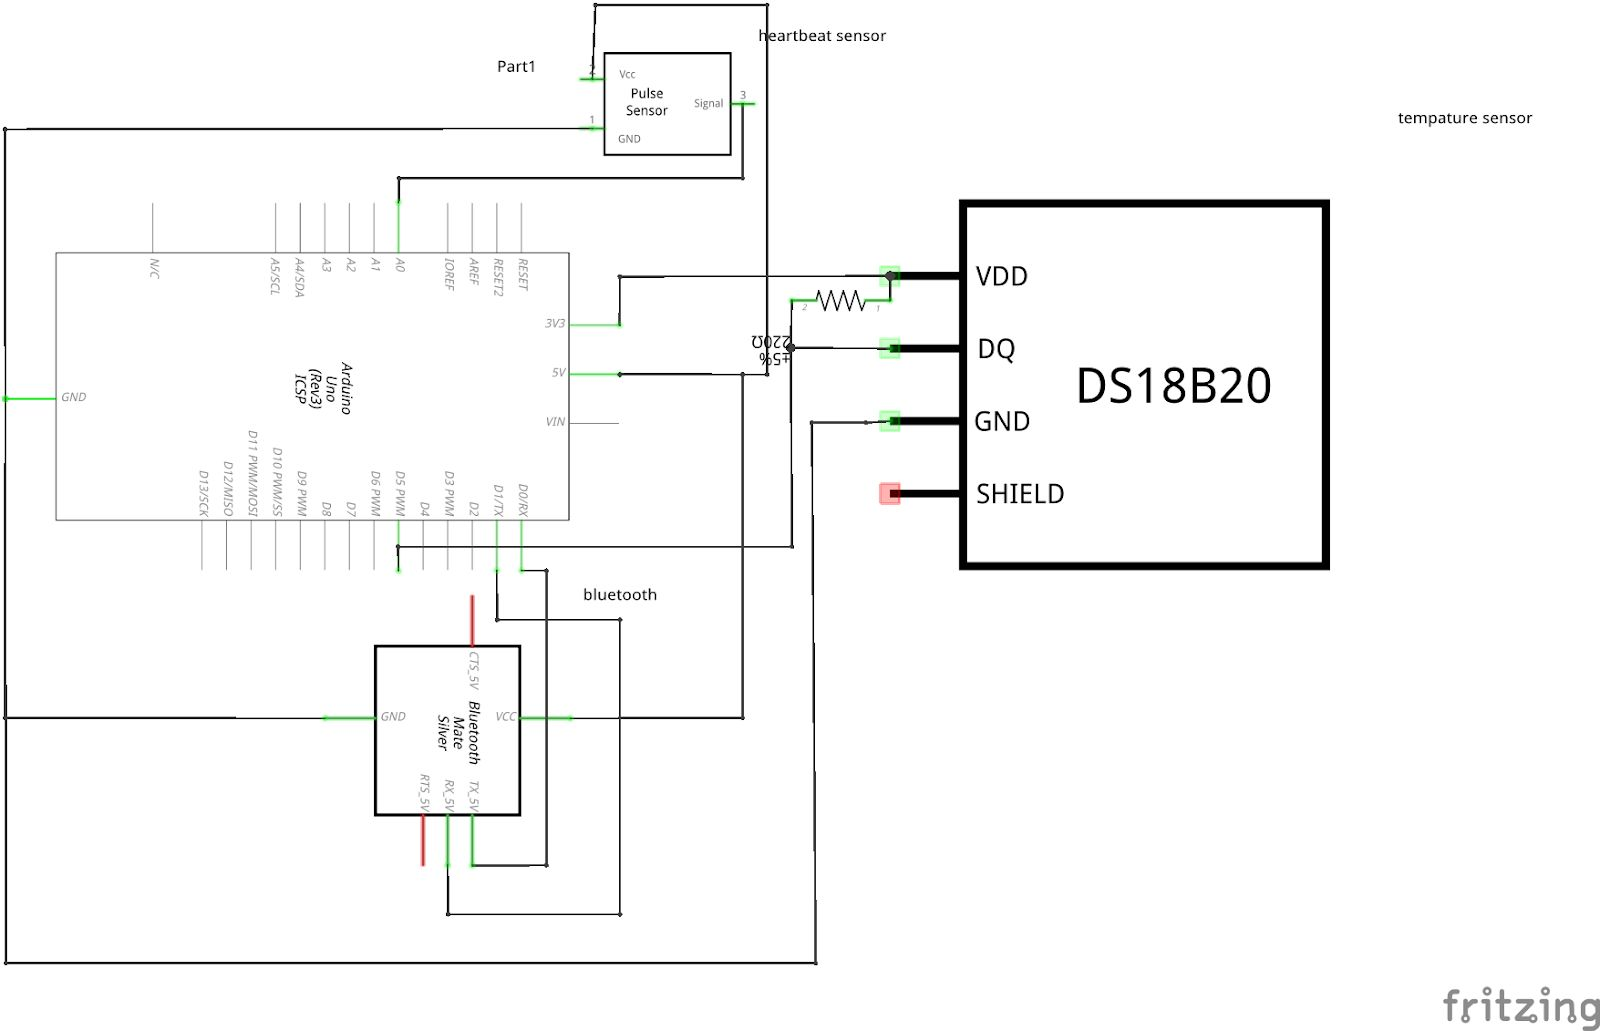 heartbeat sensor
Part1
2
Vcc
Pulse
Sensor
Signal
3
1
GND
tempature sensor
N/C
A5/SCL
A4/SDA
A3
A2
A1
A0
IOREF
AREF
RESET2
RESET
3V3
5V
VIN
GND
Arduino
Uno
(Rev3)
ICSP
D13/SCK
D12/MISO
D11 PWM/MOSI
D10 PWM/SS
D9 PWM
D8
D7
D6 PWM
D5 PWM
D4
D3 PWM
D2
D1/TX
D0/RX
2
1
220Ω
±5%
VDD
DQ
GND
SHIELD
DS18B20
bluetooth
CTS_5V
GND
VCC
Bluetooth
Mate
Silver
RTS_5V
RX_5V
TX_5V
fritzing